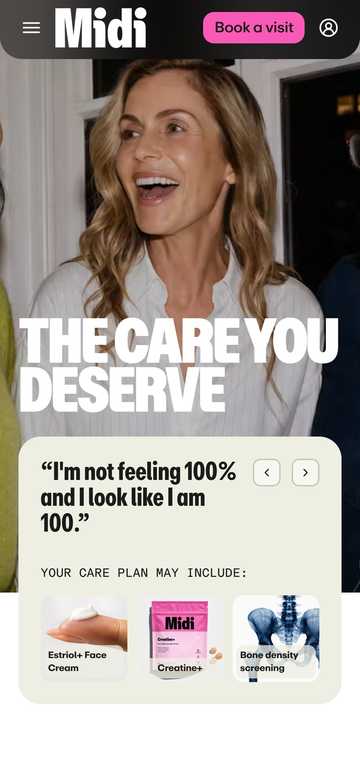 Midi
Book a visit
THE CARE YOU
DESERVE
“I'm not feeling 100%
and I look like I am
100.”
YOUR CARE PLAN MAY INCLUDE:
Estriol+ Face
Cream
Midi
Creatine+
Creatine+
Bone density
screening